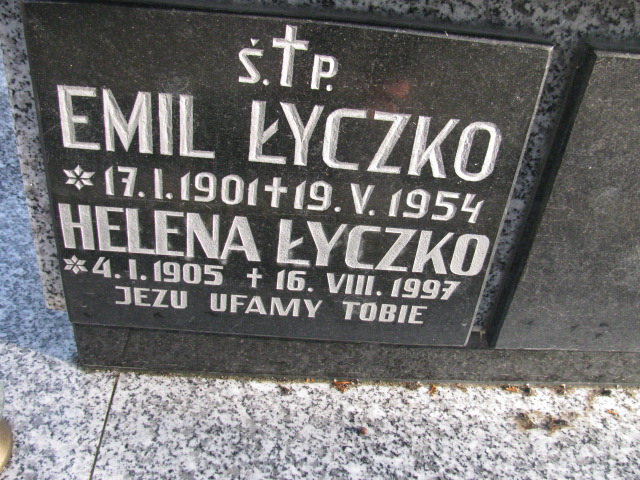 Ś.†P.
EMIL ŁYCZKO
* 17. I. 1901 † 19. V. 1954
HELENA ŁYCZKO
* 4. I. 1905 † 16. VIII. 1997
JEZU UFAMY TOBIE